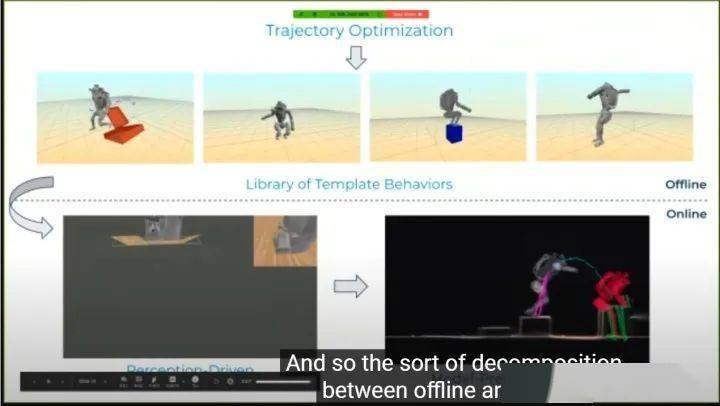 Trajectory Optimization
Library of Template Behaviors
Offline
Online
Perception-Driven
And so the sort of decomposition
between offline ar